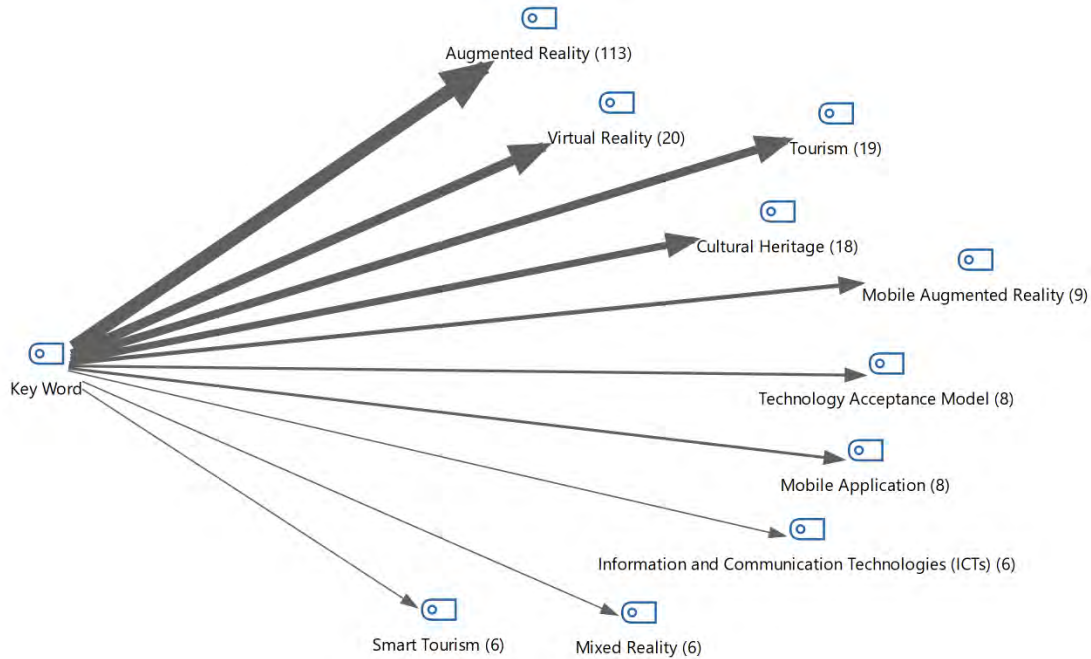 Augmented Reality (113)
Virtual Reality (20)
Tourism (19)
Cultural Heritage (18)
Mobile Augmented Reality (9)
Key Word
Technology Acceptance Model (8)
Mobile Application (8)
Information and Communication Technologies (ICTs) (6)
Smart Tourism (6)
Mixed Reality (6)